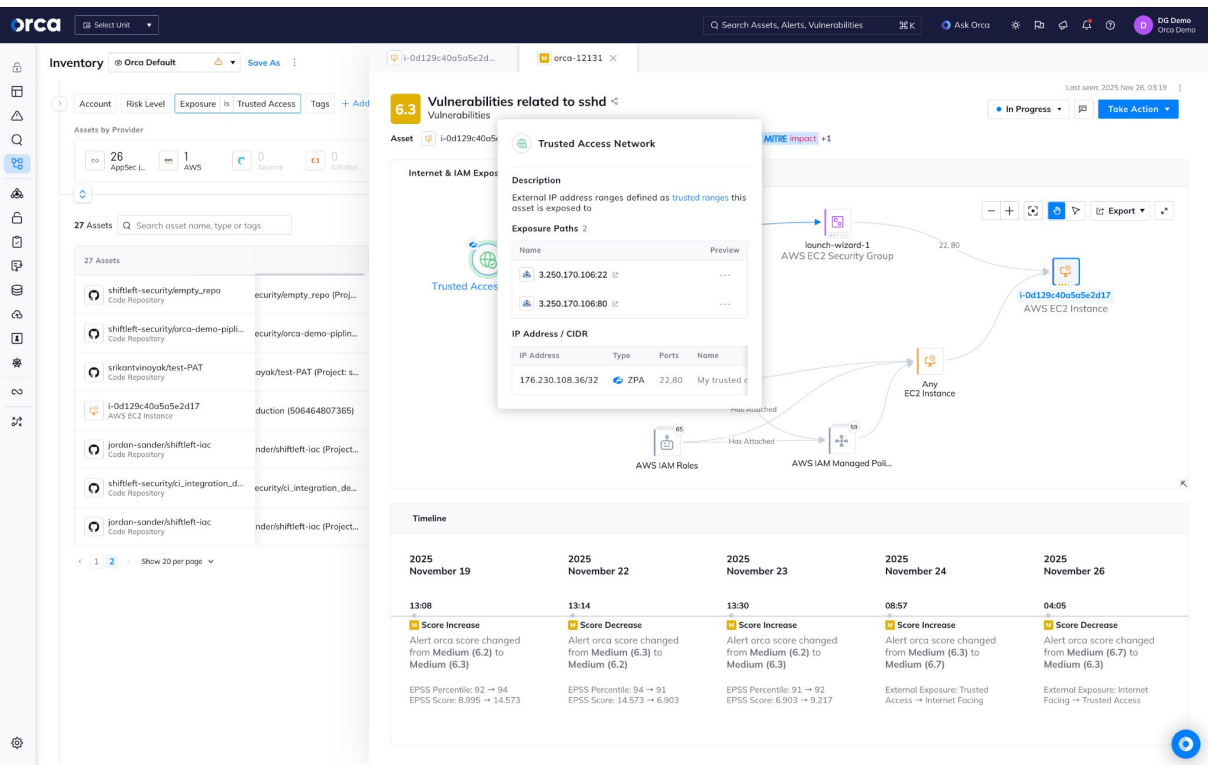 orca
Select Unit
Search Assets, Alerts, Vulnerabilities
⌘K
Ask Orca
D
DG Demo
Orca Demo
Inventory
Orca Default
Save As
Account
Risk Level
Exposure is Trusted Access
Tags
+ Add
Assets by Provider
26
AppSec (...
aws
1
AWS
0
Akamai
0
Alibaba ...
27 Assets
Search asset name, type or tags
27 Assets
shiftleft-security/empty_repo
Code Repository
ecurity/empty_repo (Proj...
shiftleft-security/orca-demo-pipli...
Code Repository
ecurity/orca-demo-piplin...
srikantvinayak/test-PAT
Code Repository
ayak/test-PAT (Project: s...
i-0d129c40a5a5e2d17
AWS EC2 Instance
duction (506464807365)
jordan-sander/shiftleft-iac
Code Repository
nder/shiftleft-iac (Project...
shiftleft-security/ci_integration_d...
Code Repository
ecurity/ci_integration_de...
jordan-sander/shiftleft-iac
Code Repository
nder/shiftleft-iac (Project...
1 2
Show 20 per page
i-0d129c40a5a5e2d...
M orca-12131
Last seen: 2025 Nov 26, 03:19
6.3
Vulnerabilities related to sshd
Vulnerabilities
In Progress
Take Action
Asset
i-0d129c40a5
MITRE impact +1
Internet & IAM Expos
Export
Trusted Acces
launch-wizard-1
AWS EC2 Security Group
22, 80
i-0d129c40a5a5e2d17
AWS EC2 Instance
Any
EC2 Instance
Has Attached
65
Has Attached
59
AWS IAM Roles
AWS IAM Managed Poli...
Trusted Access Network
Description
External IP address ranges defined as trusted ranges this
asset is exposed to
Exposure Paths 2
Name
Preview
3.250.170.106:22
---
3.250.170.106:80
---
IP Address / CIDR
IP Address
Type
Ports
Name
176.230.108.36/32
ZPA
22,80
My trusted c
Timeline
2025
November 19
13:08
M Score Increase
Alert orca score changed
from Medium (6.2) to
Medium (6.3)
EPSS Percentile: 92 → 94
EPSS Score: 8.995 → 14.573
2025
November 22
13:14
M Score Decrease
Alert orca score changed
from Medium (6.3) to
Medium (6.2)
EPSS Percentile: 94 → 91
EPSS Score: 14.573 → 6.903
2025
November 23
13:30
M Score Increase
Alert orca score changed
from Medium (6.2) to
Medium (6.3)
EPSS Percentile: 91 → 92
EPSS Score: 6.903 → 9.217
2025
November 24
08:57
M Score Increase
Alert orca score changed
from Medium (6.3) to
Medium (6.7)
External Exposure: Trusted
Access → Internet Facing
2025
November 26
04:05
M Score Decrease
Alert orca score changed
from Medium (6.7) to
Medium (6.3)
External Exposure: Internet
Facing → Trusted Access